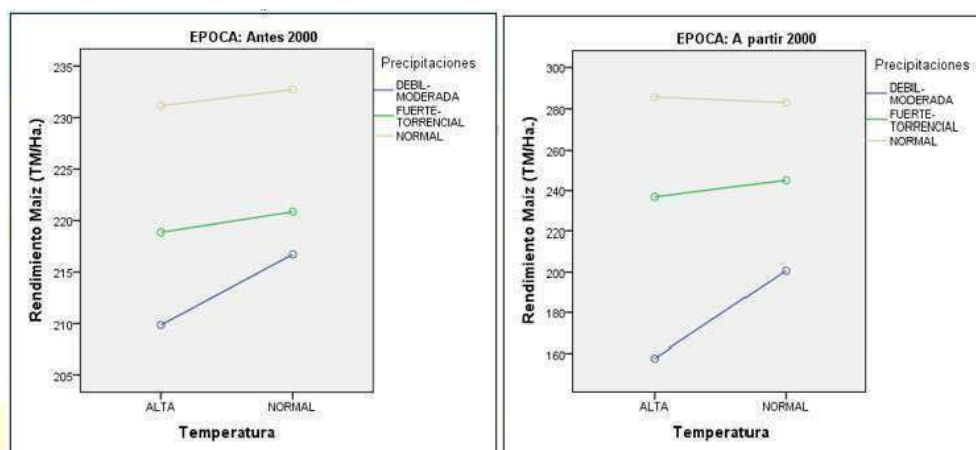 EPOCA: Antes 2000
Precipitaciones
DEBIL-
MODERADA
FUERTE-
TORRENCIAL
NORMAL
Rendimiento Maiz (TM/Ha.)
235
230
225
220
215
210
205
ALTA
NORMAL
Temperatura
EPOCA: A partir 2000
Precipitaciones
DEBIL-
MODERADA
FUERTE-
TORRENCIAL
NORMAL
Rendimiento Maiz (TM/Ha.)
300
280
260
240
220
200
180
160
ALTA
NORMAL
Temperatura